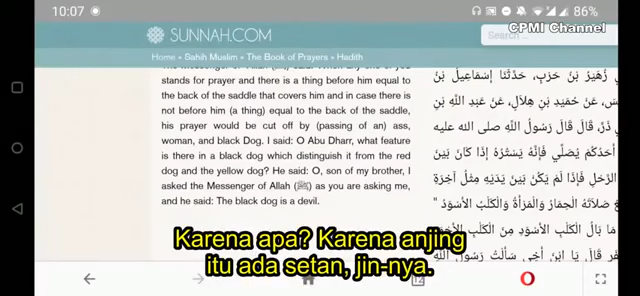 10:07
86%
CPMI Channel
SUNNAH.COM
Search
Home » Sahih Muslim » The Book of Prayers » Hadith
stands for prayer and there is a thing before him equal to
the back of the saddle that covers him and in case there is
not before him (a thing) equal to the back of the saddle,
his prayer would be cut off by (passing of an) ass,
woman, and black Dog. I said: O Abu Dharr, what feature
is there in a black dog which distinguish it from the red
dog and the yellow dog? He said: O, son of my brother, I
asked the Messenger of Allah (ﷺ) as you are asking me,
and he said: The black dog is a devil.
زُهَيْرُ بْنُ حَرْبٍ، حَدَّثَنَا إِسْمَاعِيلُ بْنُ
عَنْ حُمَيْدِ بْنِ هِلاَلٍ، عَنْ عَبْدِ اللَّهِ بْنِ
ذَرٍّ، قَالَ قَالَ رَسُولُ اللَّهِ صلى الله عليه
أَحَدُكُمْ يُصَلِّي فَإِنَّهُ يَسْتُرُهُ إِذَا كَانَ بَيْنَ
الرَّحْلِ فَإِذَا لَمْ يَكُنْ بَيْنَ يَدَيْهِ مِثْلُ آخِرَةِ
صَلاَتَهُ الْحِمَارُ وَالْمَرْأَةُ وَالْكَلْبُ الأَسْوَدُ ‏"
مَا بَالُ الْكَلْبِ الأَسْوَدِ مِنَ الْكَلْبِ
قَالَ يَا ابْنَ أَخِي سَأَلْتُ رَسُولَ
Karena apa? Karena anjing
itu ada setan, jin-nya.